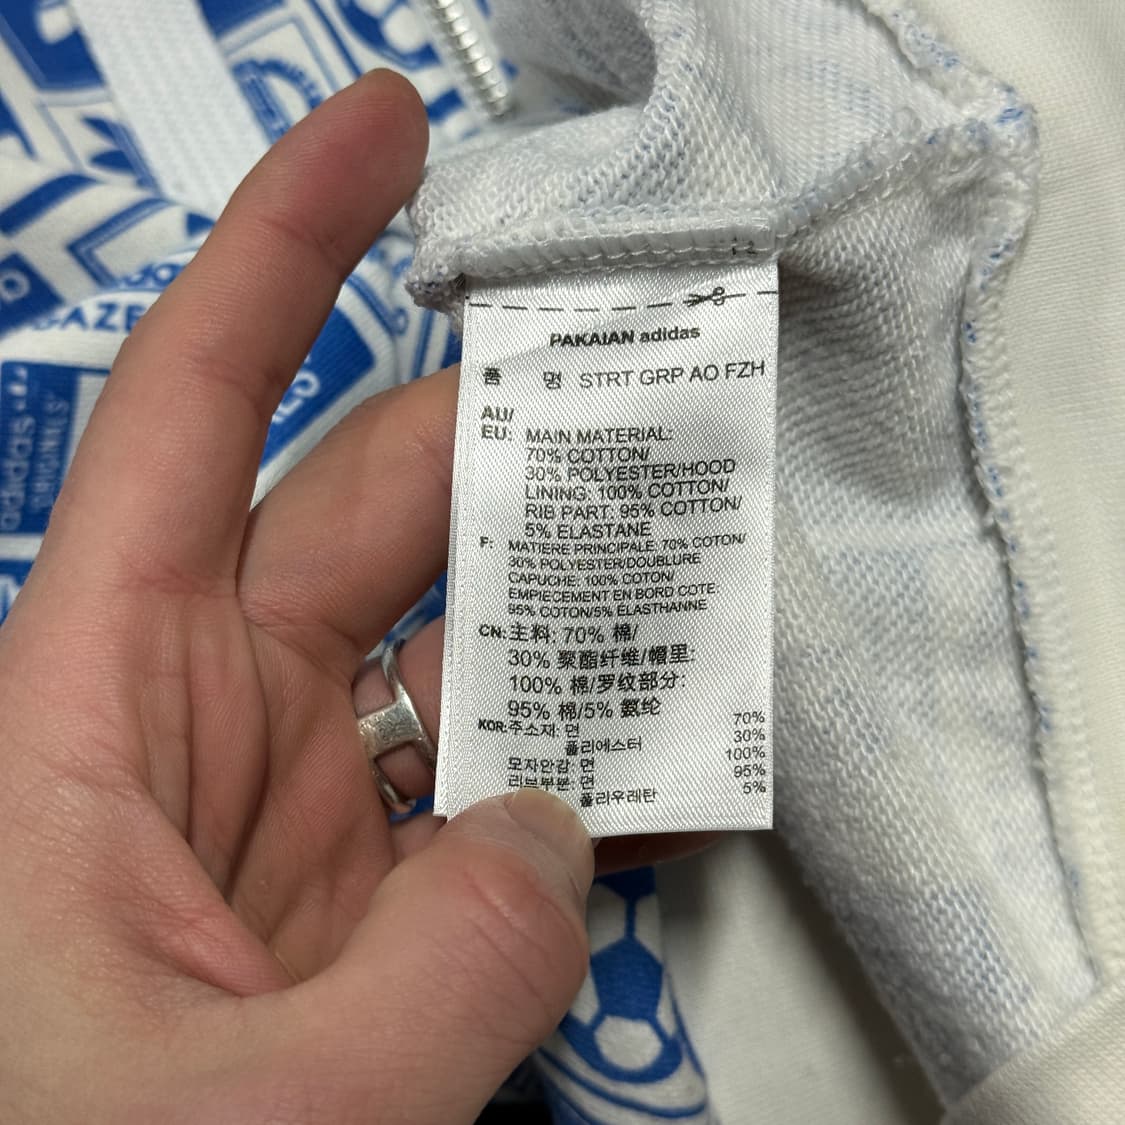 PAKAIAN adidas
품 명 STRT GRP AO FZH
AU/
EU: MAIN MATERIAL:
70% COTTON/
30% POLYESTER/HOOD
LINING: 100% COTTON/
RIB PART: 95% COTTON/
5% ELASTANE
F: MATIERE PRINCIPALE: 70% COTON/
30% POLYESTER/DOUBLURE
CAPUCHE: 100% COTON/
EMPIECEMENT EN BORD COTE
95% COTON/5% ELASTHANNE
CN: 主料: 70% 棉/
30% 聚酯纤维/帽里:
100% 棉/罗纹部分:
95% 棉/5% 氨纶
KOR: 주소재: 면 70%
폴리에스터 30%
모자안감 면 100%
리브부분 면 95%
폴리우레탄 5%
GAZE
adidas
"ORIGINALS"